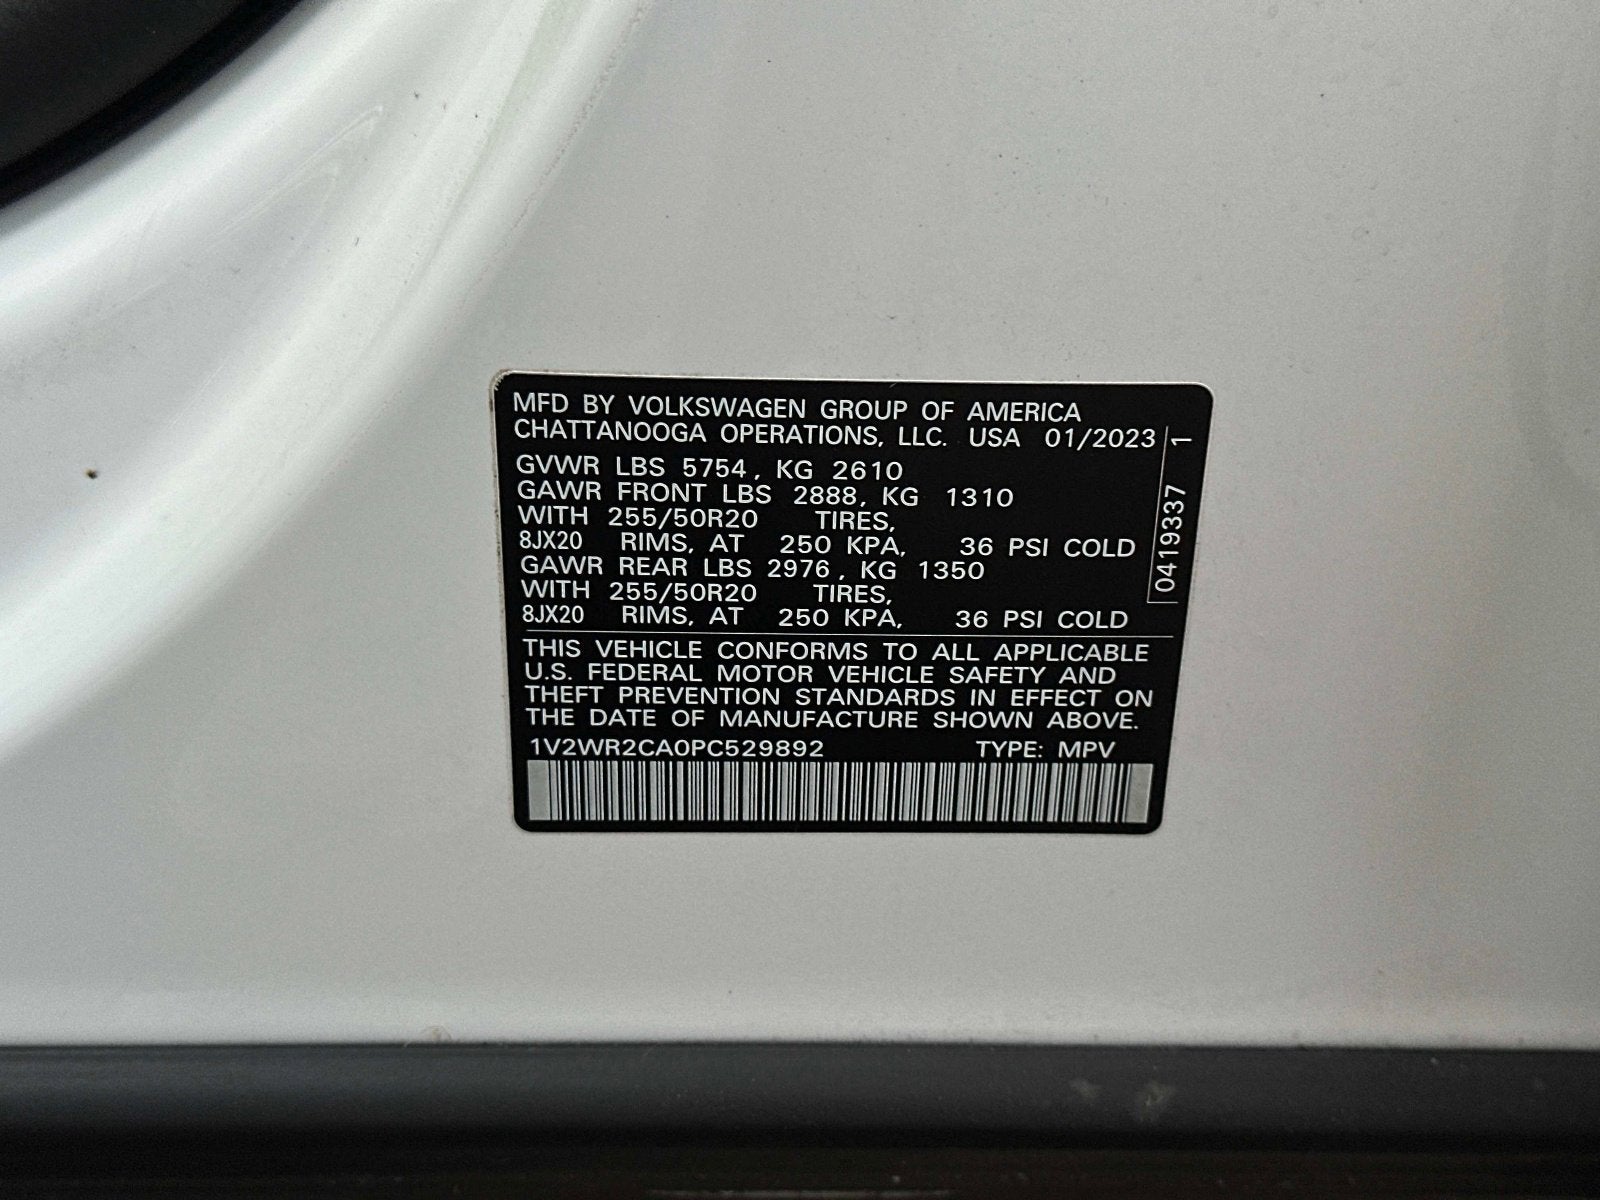 MFD BY VOLKSWAGEN GROUP OF AMERICA
CHATTANOOGA OPERATIONS, LLC. USA 01/2023
GVWR LBS 5754, KG 2610
GAWR FRONT LBS 2888, KG 1310
WITH 255/50R20 TIRES,
8JX20 RIMS, AT 250 KPA, 36 PSI COLD
GAWR REAR LBS 2976, KG 1350
WITH 255/50R20 TIRES,
8JX20 RIMS, AT 250 KPA, 36 PSI COLD
0419337 1
THIS VEHICLE CONFORMS TO ALL APPLICABLE
U.S. FEDERAL MOTOR VEHICLE SAFETY AND
THEFT PREVENTION STANDARDS IN EFFECT ON
THE DATE OF MANUFACTURE SHOWN ABOVE.
1V2WR2CA0PC529892 TYPE: MPV